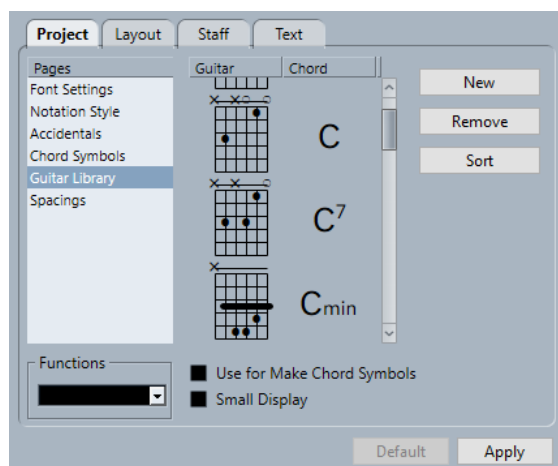 Project Layout Staff Text
Pages
Font Settings
Notation Style
Accidentals
Chord Symbols
Guitar Library
Spacings
Guitar Chord
C
C7
Cmin
New
Remove
Sort
Functions
Use for Make Chord Symbols
Small Display
Default Apply